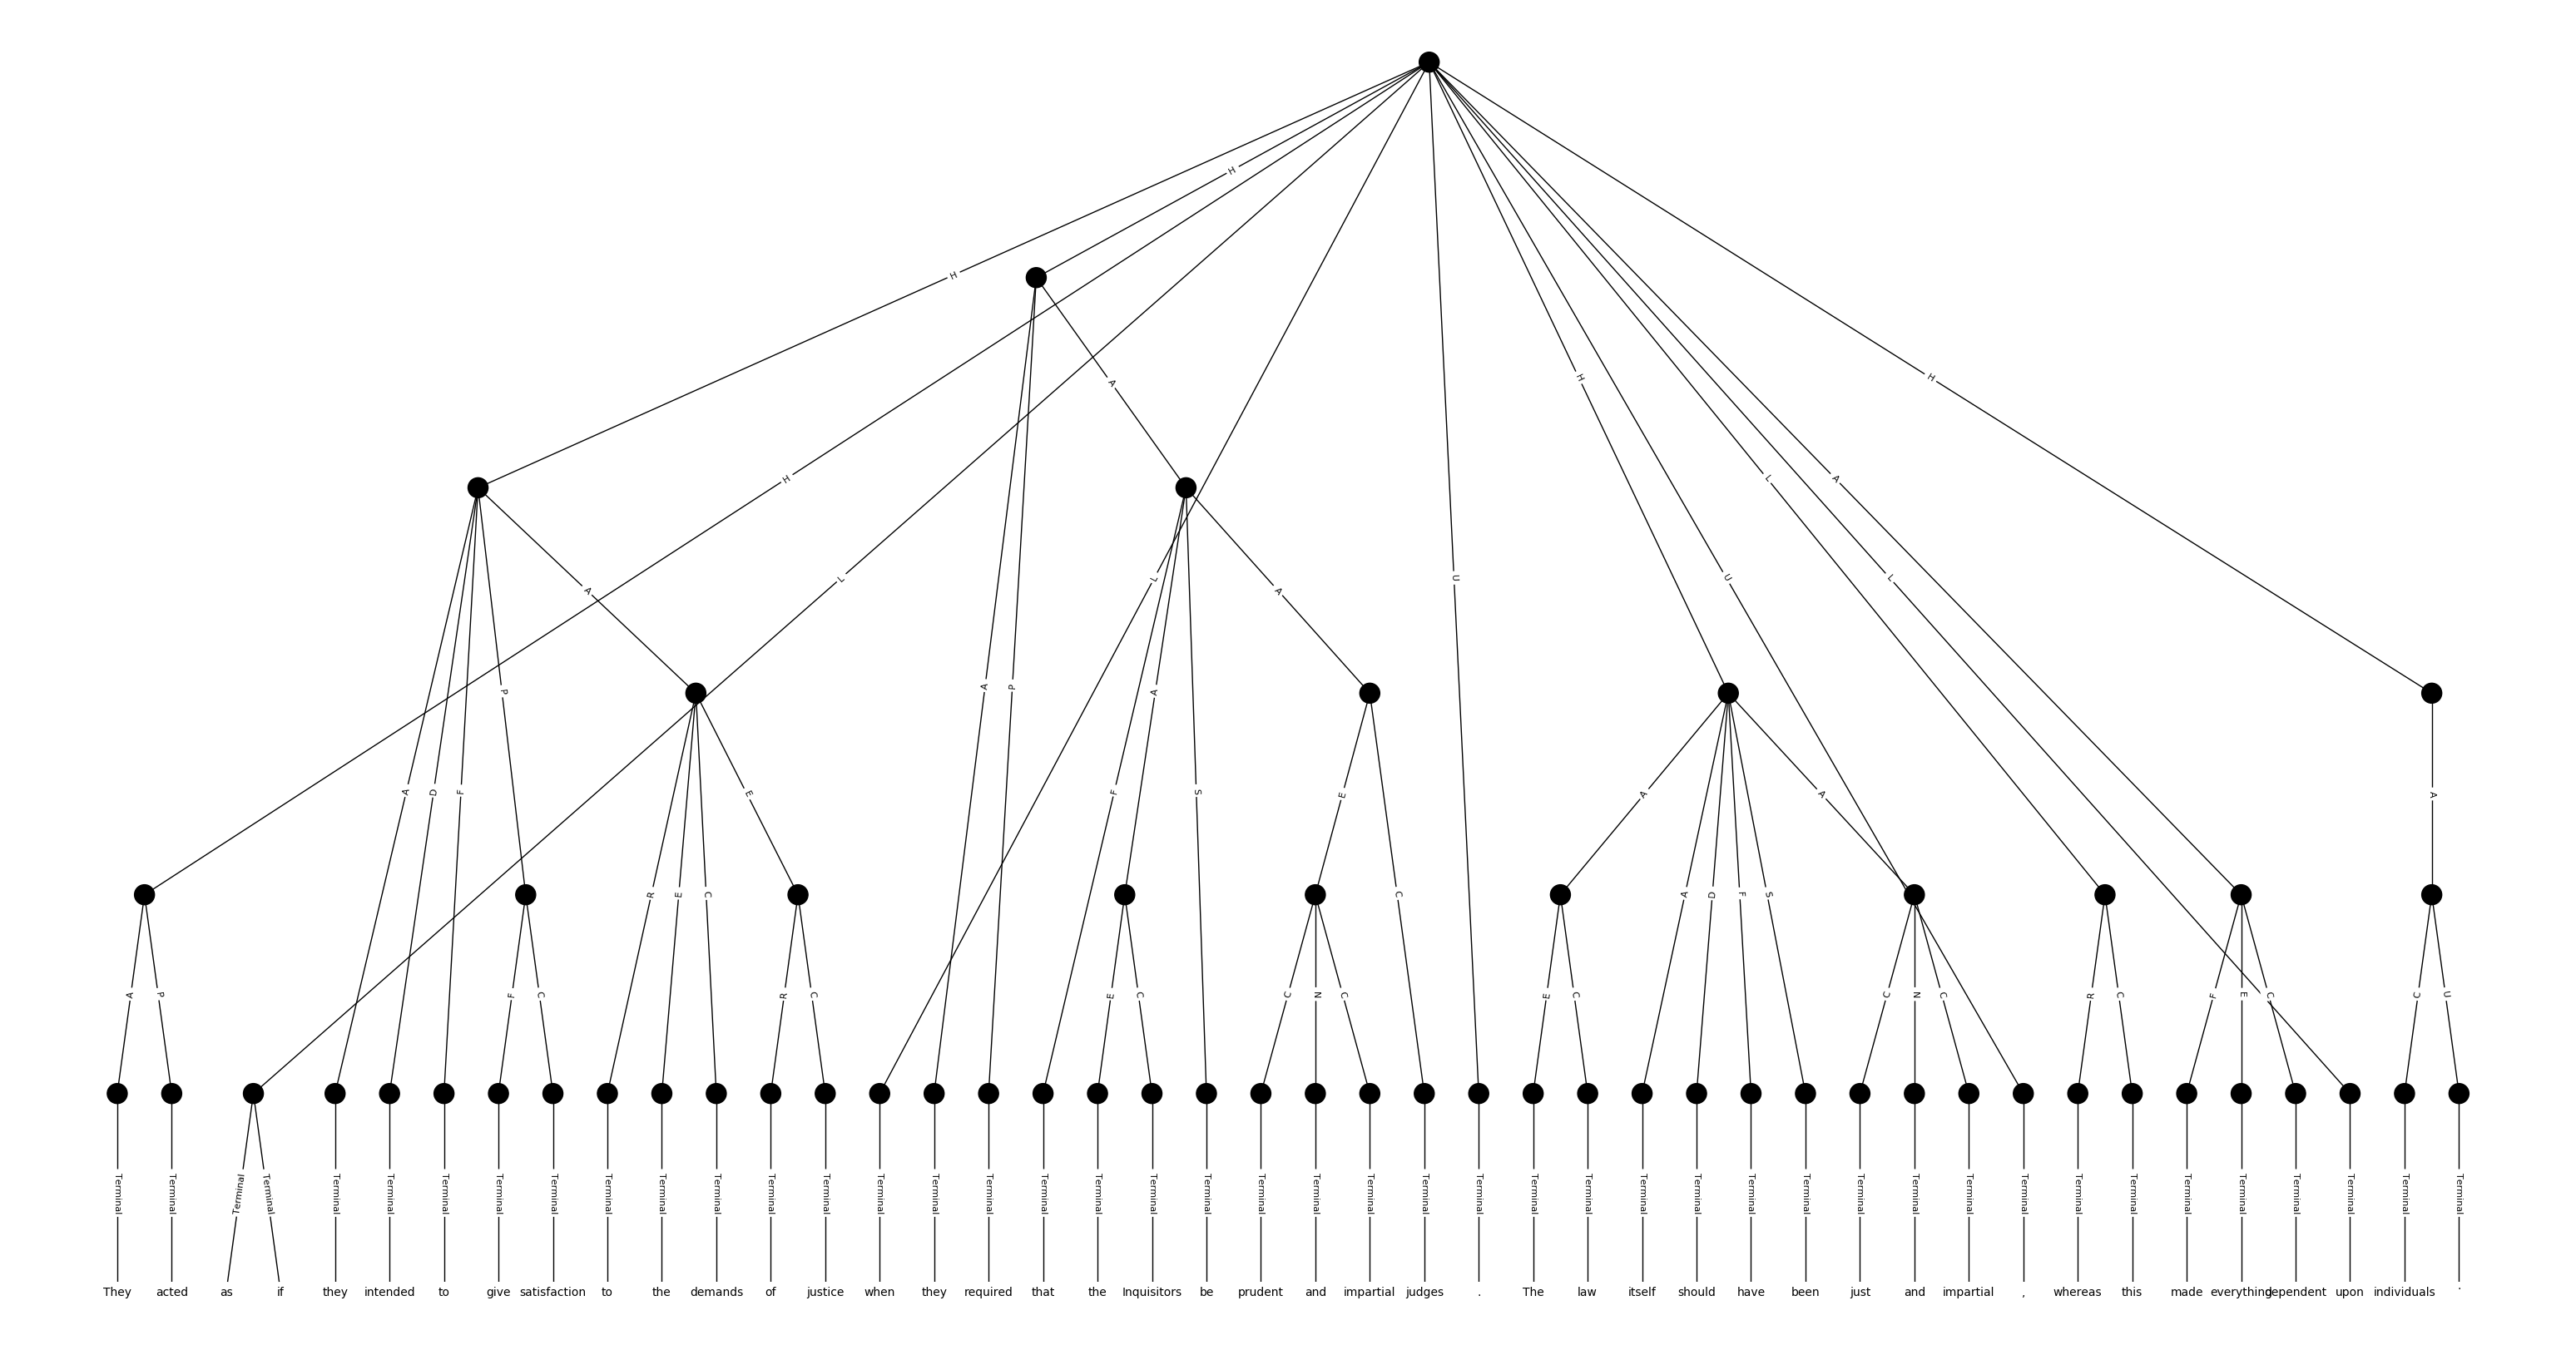 H
H
A
H
H
H
L
A
U
L
L
U
L
A
A
A P A P A
A D F F S A A A
E E
R E C E C A D F S
A P F C R C E C C N C E C C N C R C F E C C U
Terminal Terminal Terminal Terminal Terminal Terminal Terminal Terminal Terminal Terminal Terminal Terminal Terminal Terminal Terminal Terminal Terminal Terminal Terminal Terminal Terminal Terminal Terminal Terminal Terminal Terminal Terminal Terminal Terminal Terminal Terminal Terminal Terminal Terminal Terminal Terminal Terminal Terminal Terminal Terminal Terminal Terminal Terminal Terminal
They acted as if they intended to give satisfaction to the demands of justice when they required that the Inquisitors be prudent and impartial judges . The law itself should have been just and impartial , whereas this made everything dependent upon individuals .